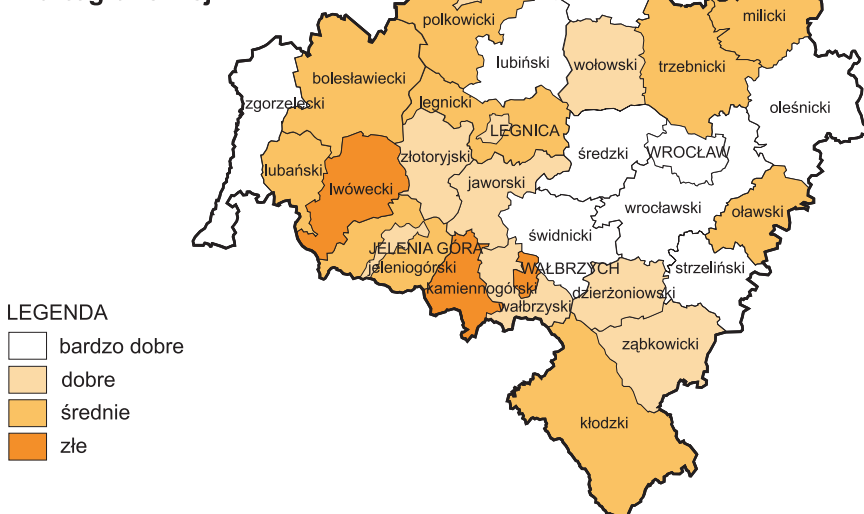 polkowicki
milicki
lubiński
wołowski
trzebnicki
bolesławiecki
zgorzelecki
legnicki
oleśnicki
LEGNICA
złotoryjski
średzki
WROCŁAW
lubański
lwówecki
jaworski
wrocławski
oławski
świdnicki
JELENIA GÓRA
jeleniogórski
WAŁBRZYCH
strzeliński
kamiennogórski
dzierżoniowski
wałbrzyski
ząbkowicki
kłodzki
LEGENDA
bardzo dobre
dobre
średnie
złe